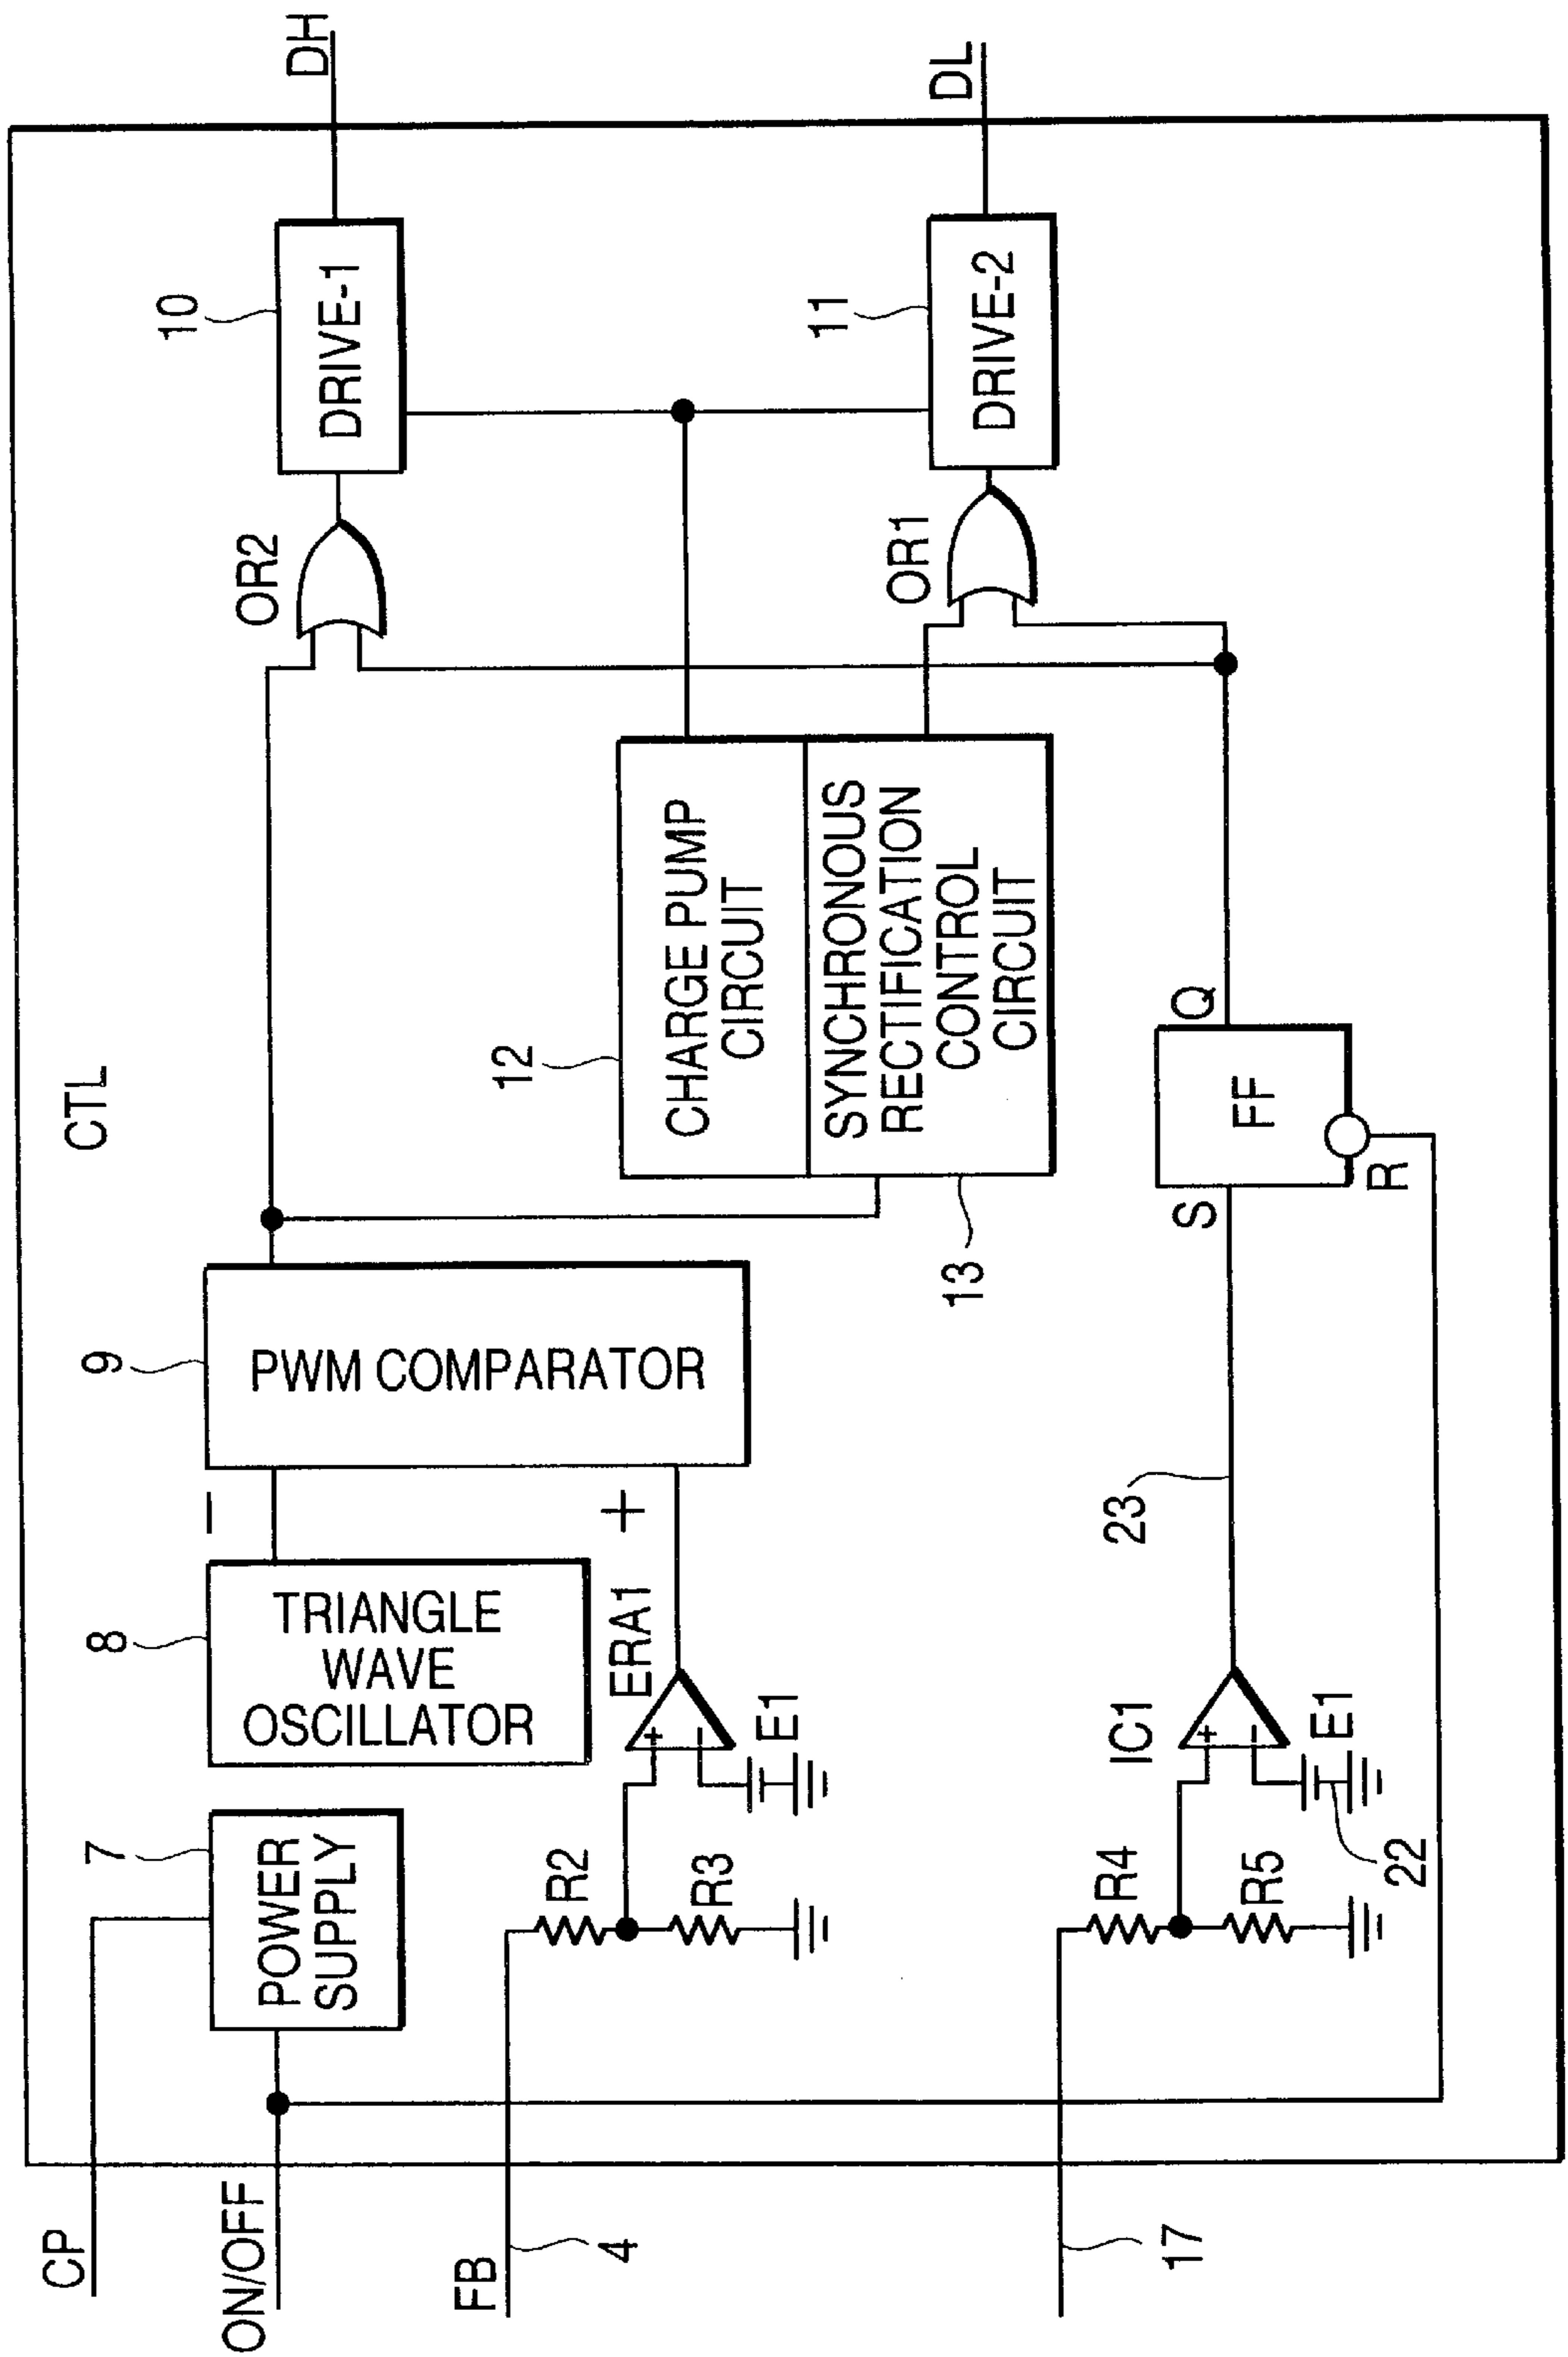 CTL
CP
ON/OFF
FB
4
17
7
POWER
SUPPLY
8
TRIANGLE
WAVE
OSCILLATOR
−
+
ERA1
+
−
E1
R2
R3
9
PWM COMPARATOR
12
CHARGE PUMP
CIRCUIT
SYNCHRONOUS
RECTIFICATION
CONTROL
CIRCUIT
13
OR2
10
DRIVE-1
DH
OR1
11
DRIVE-2
DL
R4
R5
IC1
+
−
E1
22
23
S
FF
Q
R